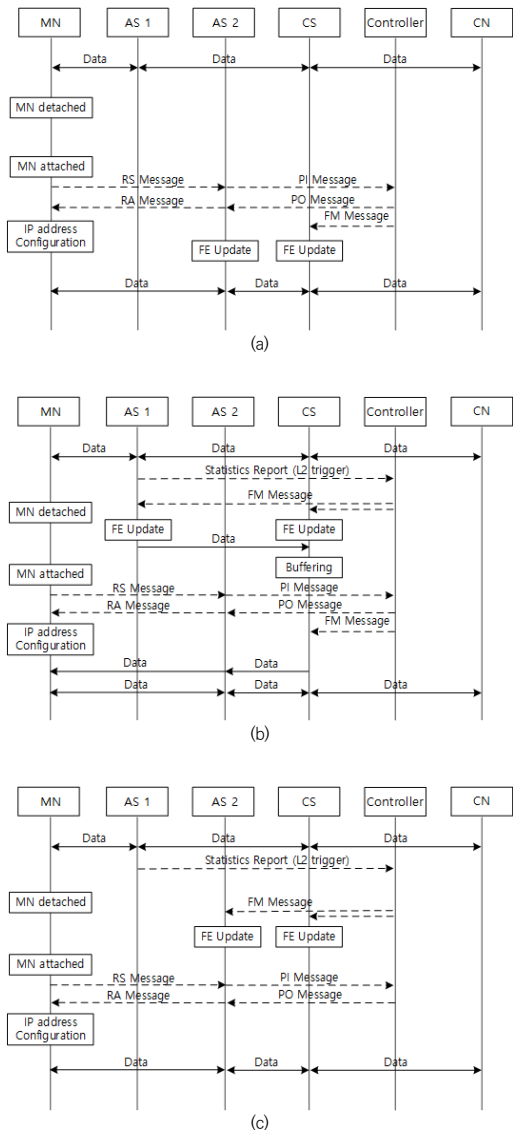 MN AS 1 AS 2 CS Controller CN
Data Data Data
MN detached
MN attached
RS Message PI Message
RA Message PO Message
FM Message
IP address
Configuration
FE Update FE Update
Data Data Data
(a)
MN AS 1 AS 2 CS Controller CN
Data Data Data
Statistics Report (L2 trigger)
FM Message
MN detached
FE Update FE Update
Data
Buffering
MN attached
RS Message PI Message
RA Message PO Message
FM Message
IP address
Configuration
Data Data
Data Data Data
(b)
MN AS 1 AS 2 CS Controller CN
Data Data Data
Statistics Report (L2 trigger)
MN detached
FM Message
FE Update FE Update
MN attached
RS Message PI Message
RA Message PO Message
IP address
Configuration
Data Data Data
(c)